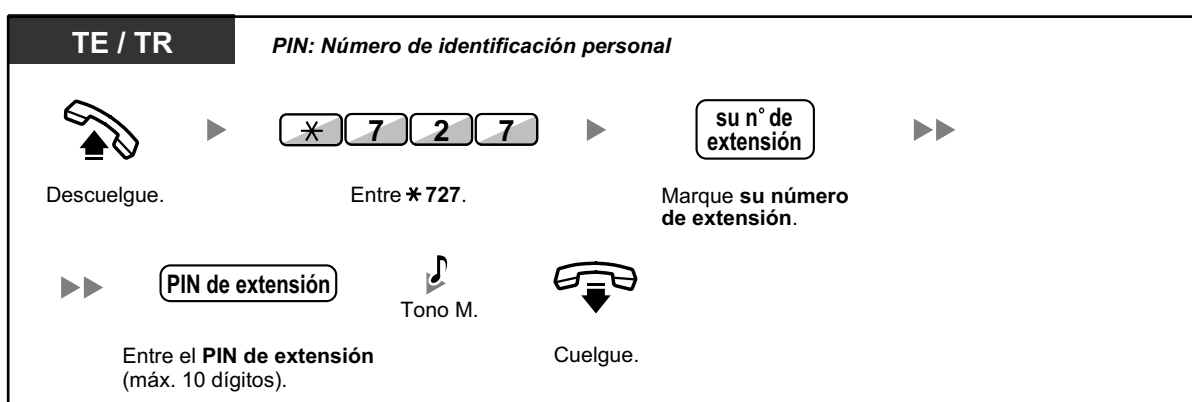 TE / TR
PIN: Número de identificación personal
* 7 2 7
su n° de
extensión
Descuelgue.
Entre * 727.
Marque su número
de extensión.
PIN de extensión
Tono M.
Entre el PIN de extensión
(máx. 10 dígitos).
Cuelgue.